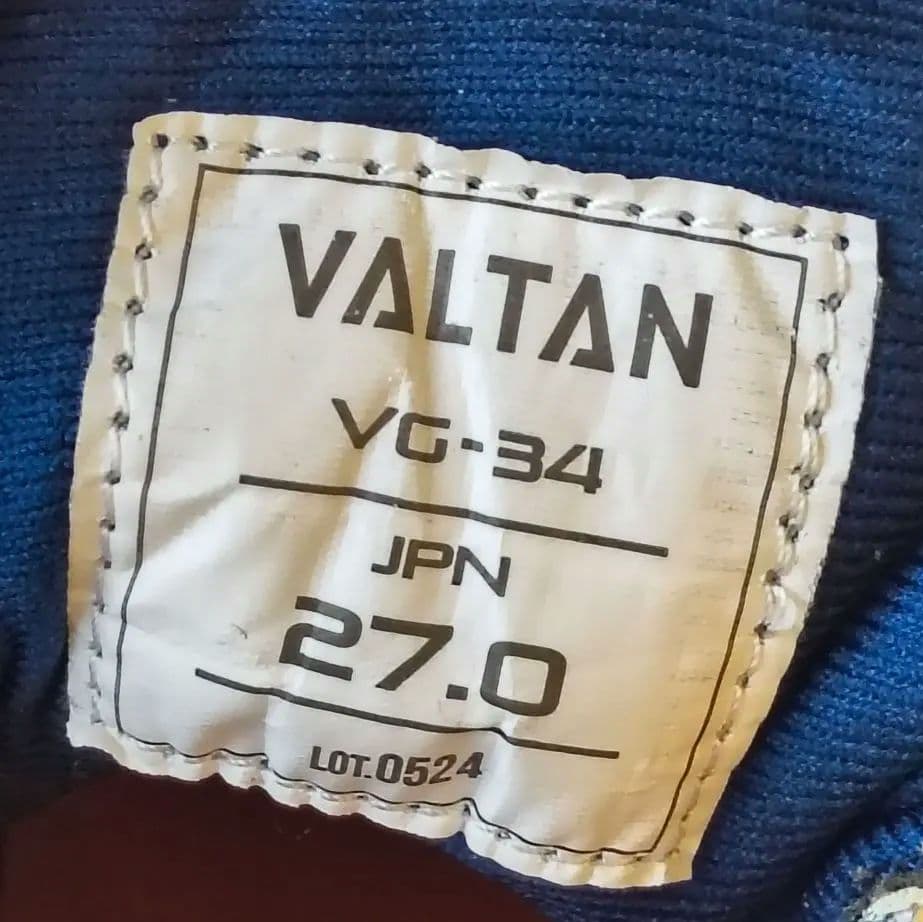 VALTAN
VG-34
JPN
27.0
LOT.0524